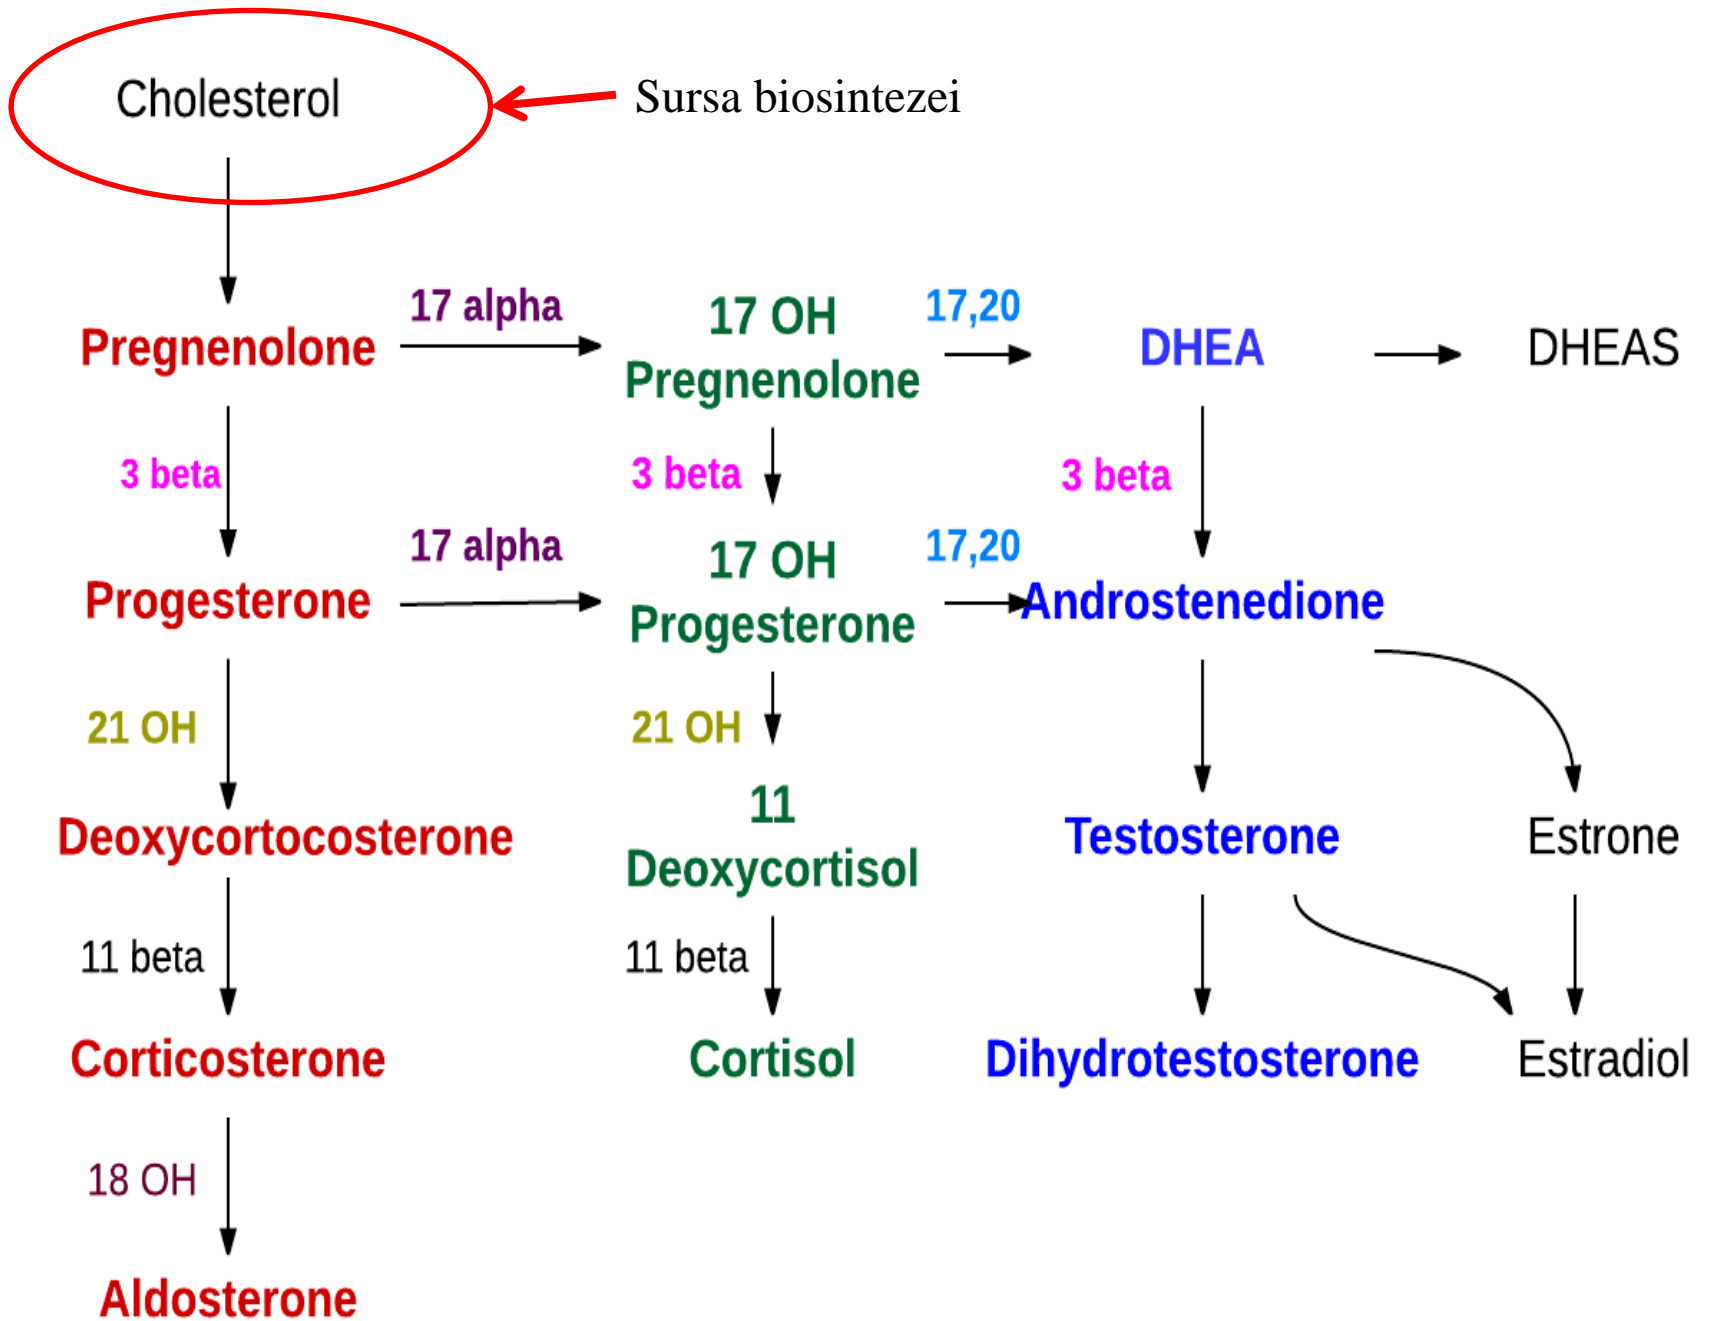 Cholesterol
Sursa biosintezei
17 alpha
17 OH
17,20
Pregnenolone
Pregnenolone
DHEA
DHEAS
3 beta
3 beta
3 beta
17 alpha
17 OH
17,20
Progesterone
Progesterone
Androstenedione
21 OH
21 OH
11
Deoxycortocosterone
Deoxycortisol
Testosterone
Estrone
11 beta
11 beta
Corticosterone
Cortisol
Dihydrotestosterone
Estradiol
18 OH
Aldosterone